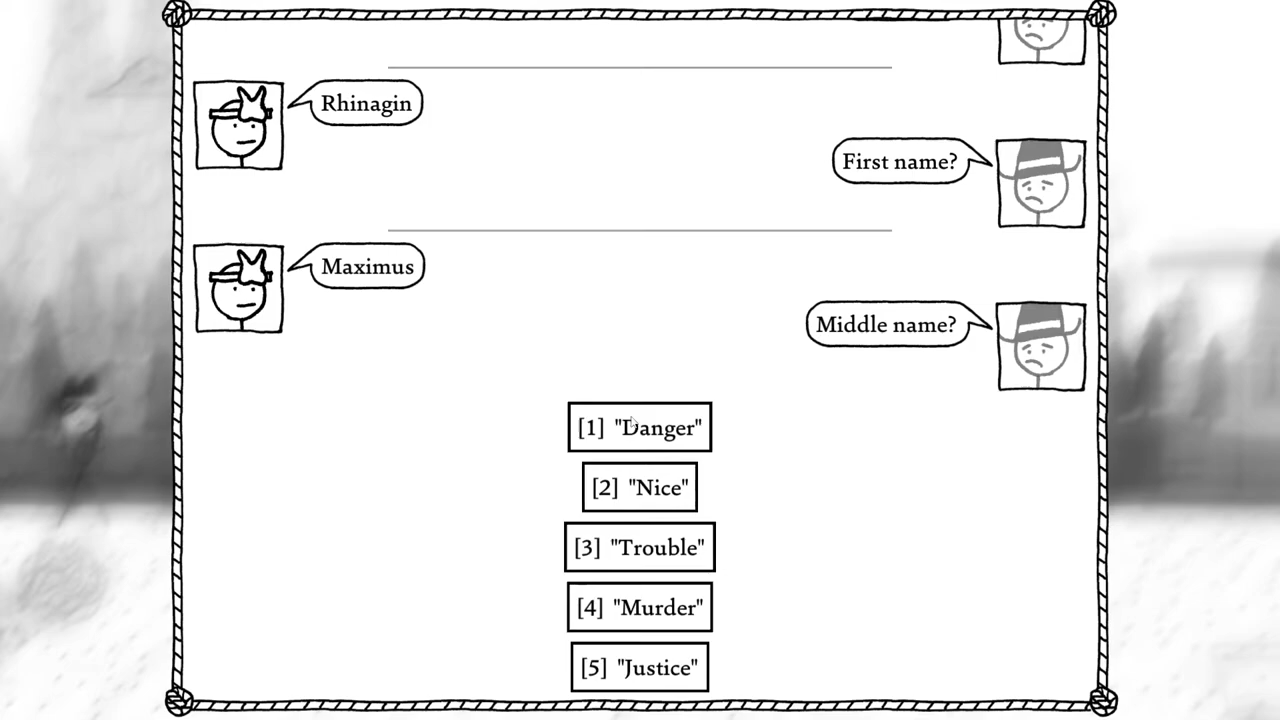 Rhinagin
First name?
Maximus
Middle name?
[1] "Danger"
[2] "Nice"
[3] "Trouble"
[4] "Murder"
[5] "Justice"